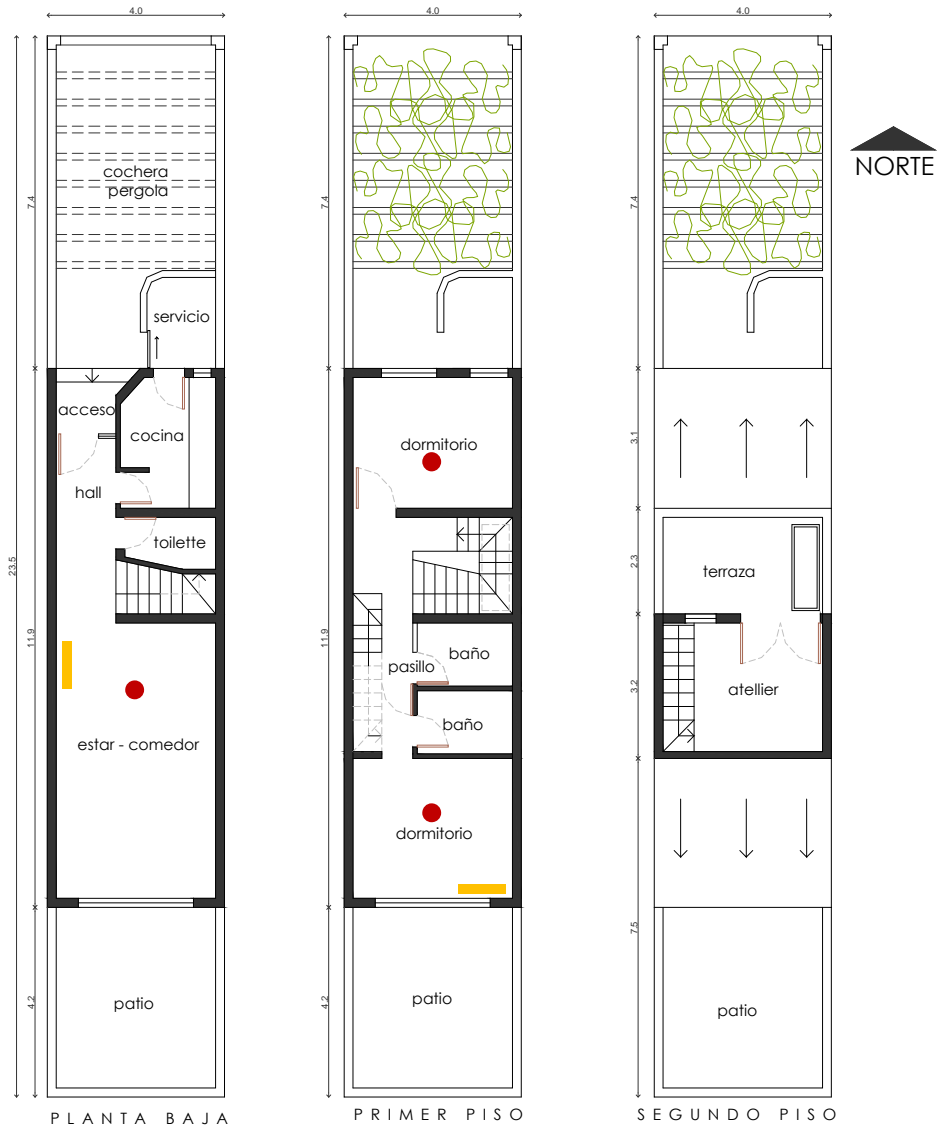 4.0
4.0
4.0
NORTE
cochera
pergola
7.4
7.4
7.4
servicio
acceso
cocina
hall
toilette
dormitorio
3.1
23.5
11.9
11.9
2.3
terraza
pasillo
baño
baño
3.2
atellier
estar - comedor
dormitorio
4.2
4.2
7.5
patio
patio
patio
PLANTA BAJA
PRIMER PISO
SEGUNDO PISO